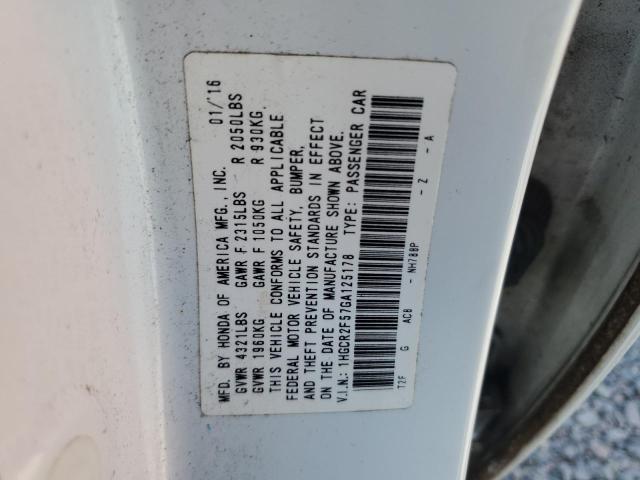 MFD. BY HONDA OF AMERICA MFG., INC. 01/'16
GVWR 4321LBS GAWR F 2315LBS R 2050LBS
GVWR 1960KG GAWR F 1050KG R 930KG.
THIS VEHICLE CONFORMS TO ALL APPLICABLE
FEDERAL MOTOR VEHICLE SAFETY, BUMPER,
AND THEFT PREVENTION STANDARDS IN EFFECT
ON THE DATE OF MANUFACTURE SHOWN ABOVE.
V.I.N.: 1HGCR2F57GA125178 TYPE: PASSENGER CAR
T2F G ACB - NH788P - Z - A